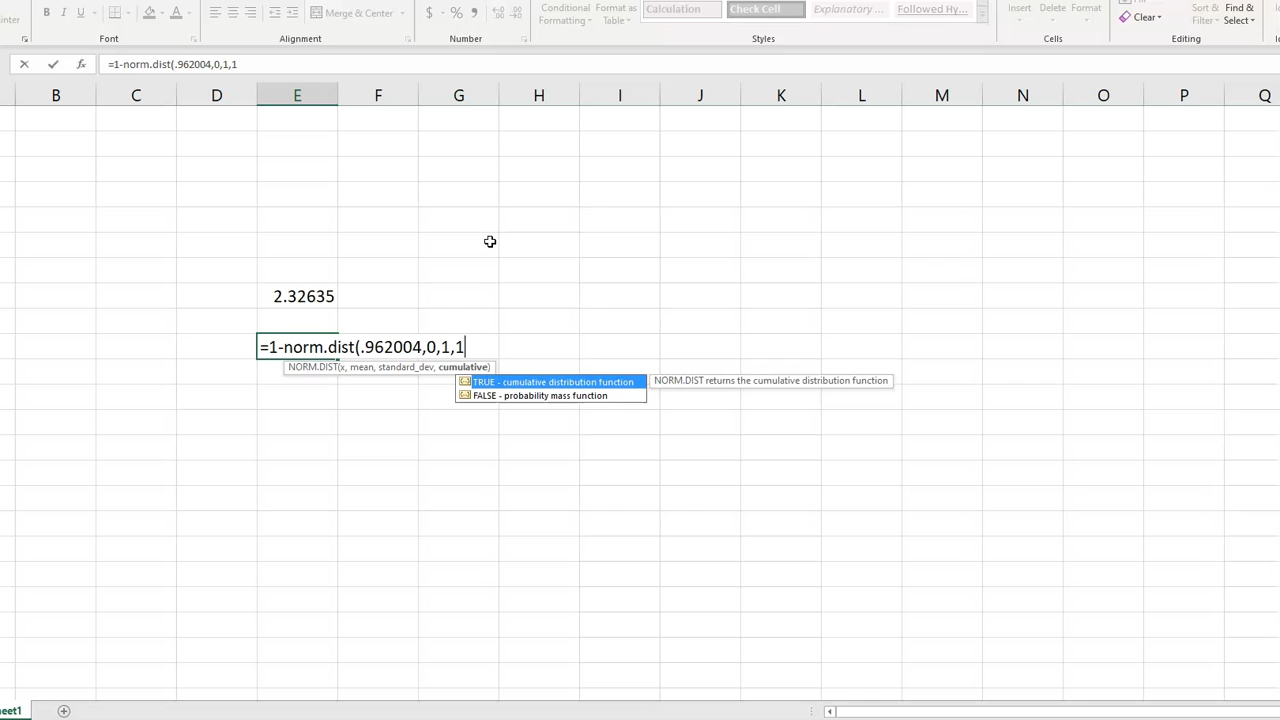 Conditional Format as
Formatting Table
Calculation Check Cell Explanatory ... Followed Hy...
Insert Delete Format
B I U A Merge & Center $ % ,
Clear
Sort & Find &
Filter Select
Font Alignment Number Styles Cells Editing
fx =1-norm.dist(.962004,0,1,1
B C D E F G H I J K L M N O P Q
2.32635
=1-norm.dist(.962004,0,1,1
NORM.DIST(x, mean, standard_dev, cumulative)
TRUE - cumulative distribution function NORM.DIST returns the cumulative distribution function
FALSE - probability mass function